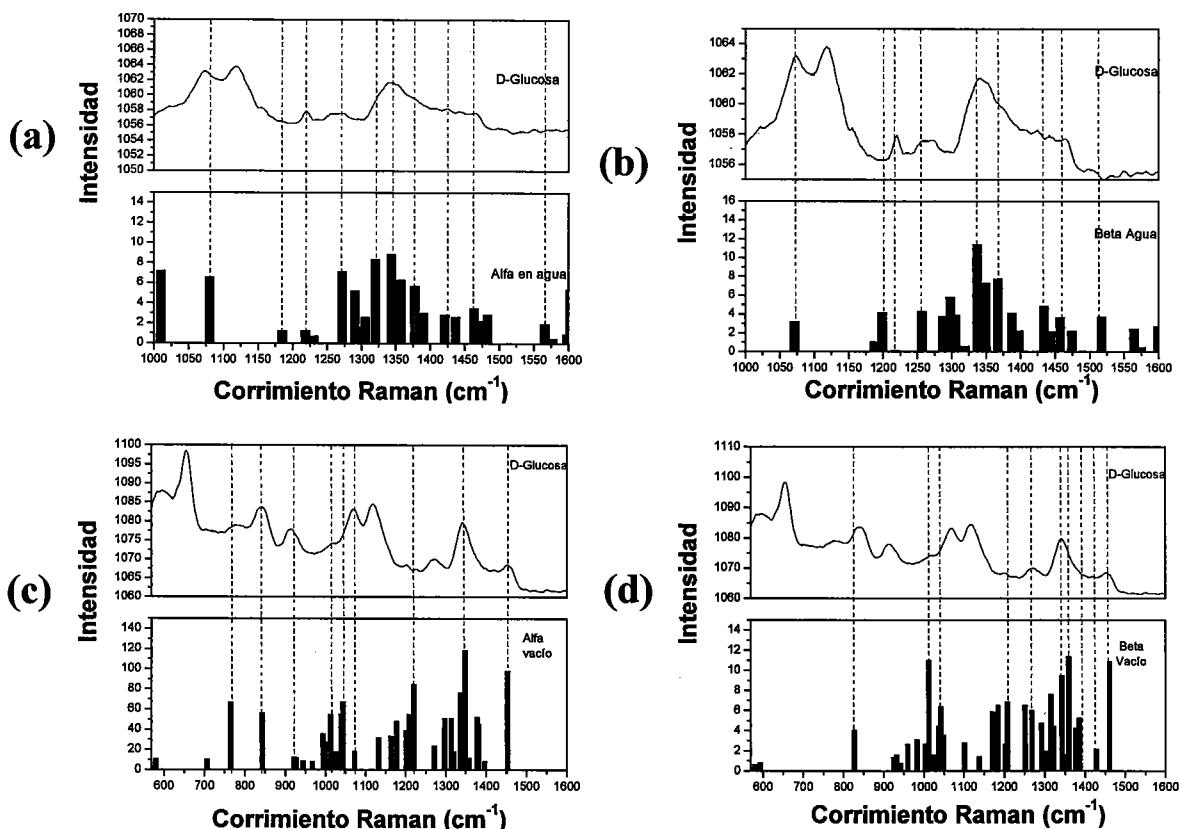 (a)
Intensidad
1070
1068
1066
1064
1062
1060
1058
1056
1054
1052
1050
D-Glucosa
14
12
10
8
6
4
2
0
Alfa en agua
1000 1050 1100 1150 1200 1250 1300 1350 1400 1450 1500 1550 1600
Corrimiento Raman (cm-1)
(b)
Intensidad
1064
1062
1060
1058
1056
D-Glucosa
16
14
12
10
8
6
4
2
0
Beta Agua
1000 1050 1100 1150 1200 1250 1300 1350 1400 1450 1500 1550 1600
Corrimiento Raman (cm-1)
(c)
Intensidad
1100
1095
1090
1085
1080
1075
1070
1065
1060
D-Glucosa
140
120
100
80
60
40
20
0
Alfa
vacío
600 700 800 900 1000 1100 1200 1300 1400 1500 1600
Corrimiento Raman (cm-1)
(d)
Intensidad
1110
1100
1090
1080
1070
1060
D-Glucosa
14
12
10
8
6
4
2
0
Beta
Vacío
600 700 800 900 1000 1100 1200 1300 1400 1500 1600
Corrimiento Raman (cm-1)